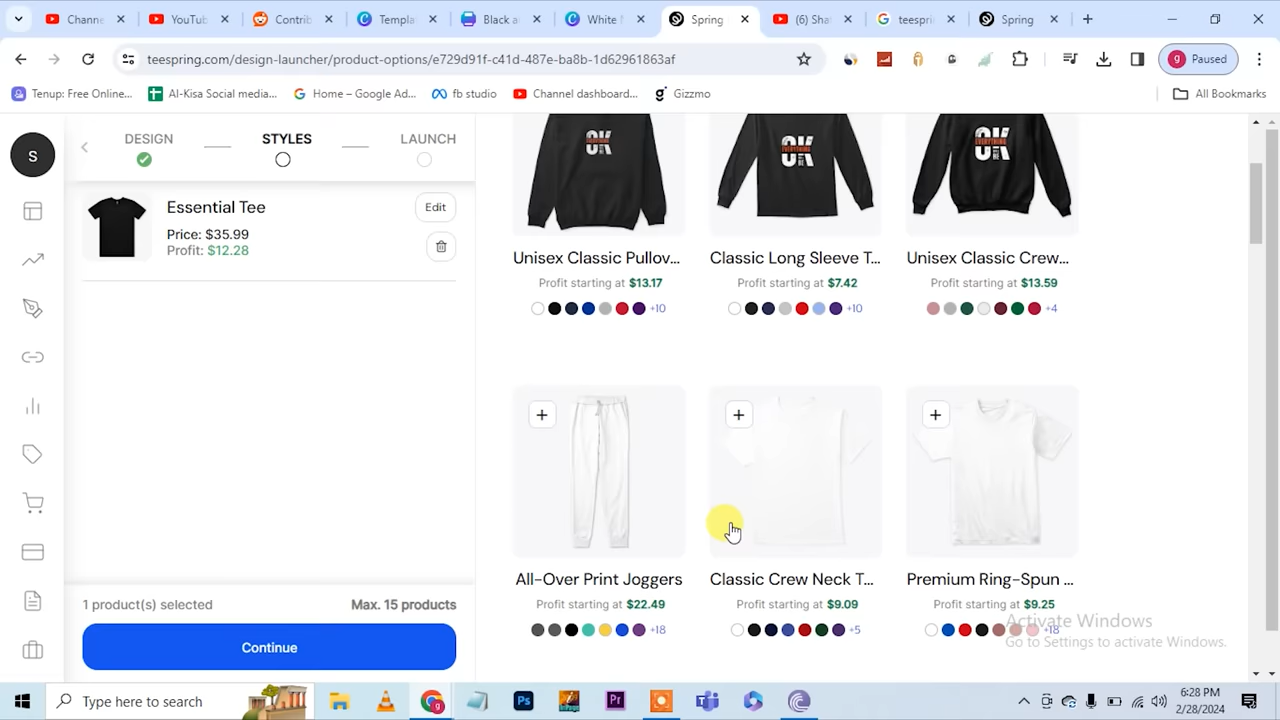 Channe
YouTub
Contrib
Templa
Black a
White
Spring
(6) Sha
teespri
Spring
teespring.com/design-launcher/product-options/e729d91f-c41d-487e-ba8b-1d62961863af
g Paused
Tenup: Free Online...
Al-Kisa Social media...
Home – Google Ad...
fb studio
Channel dashboard...
Gizzmo
All Bookmarks
S
DESIGN
STYLES
LAUNCH
Essential Tee
Edit
Price: $35.99
Profit: $12.28
OK
EVERYTHING
OK
EVERYTHING
OK
EVERYTHING
Unisex Classic Pullov...
Classic Long Sleeve T...
Unisex Classic Crew...
Profit starting at $13.17
Profit starting at $7.42
Profit starting at $13.59
+10
+10
+4
All-Over Print Joggers
Classic Crew Neck T...
Premium Ring-Spun ...
Profit starting at $22.49
Profit starting at $9.09
Profit starting at $9.25
+18
+5
+18
1 product(s) selected
Max. 15 products
Continue
Activate Windows
Go to Settings to activate Windows.
Type here to search
6:28 PM
2/28/2024